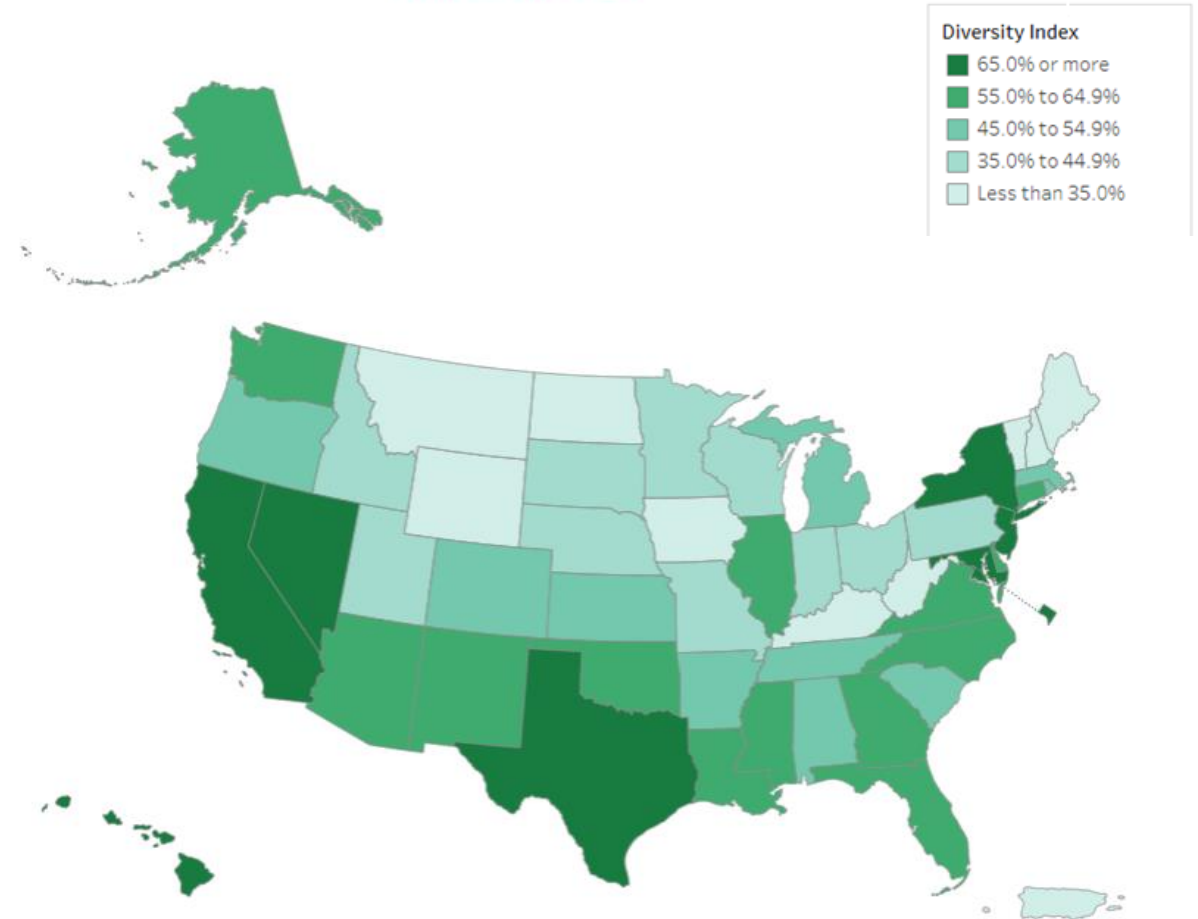 Diversity Index
65.0% or more
55.0% to 64.9%
45.0% to 54.9%
35.0% to 44.9%
Less than 35.0%